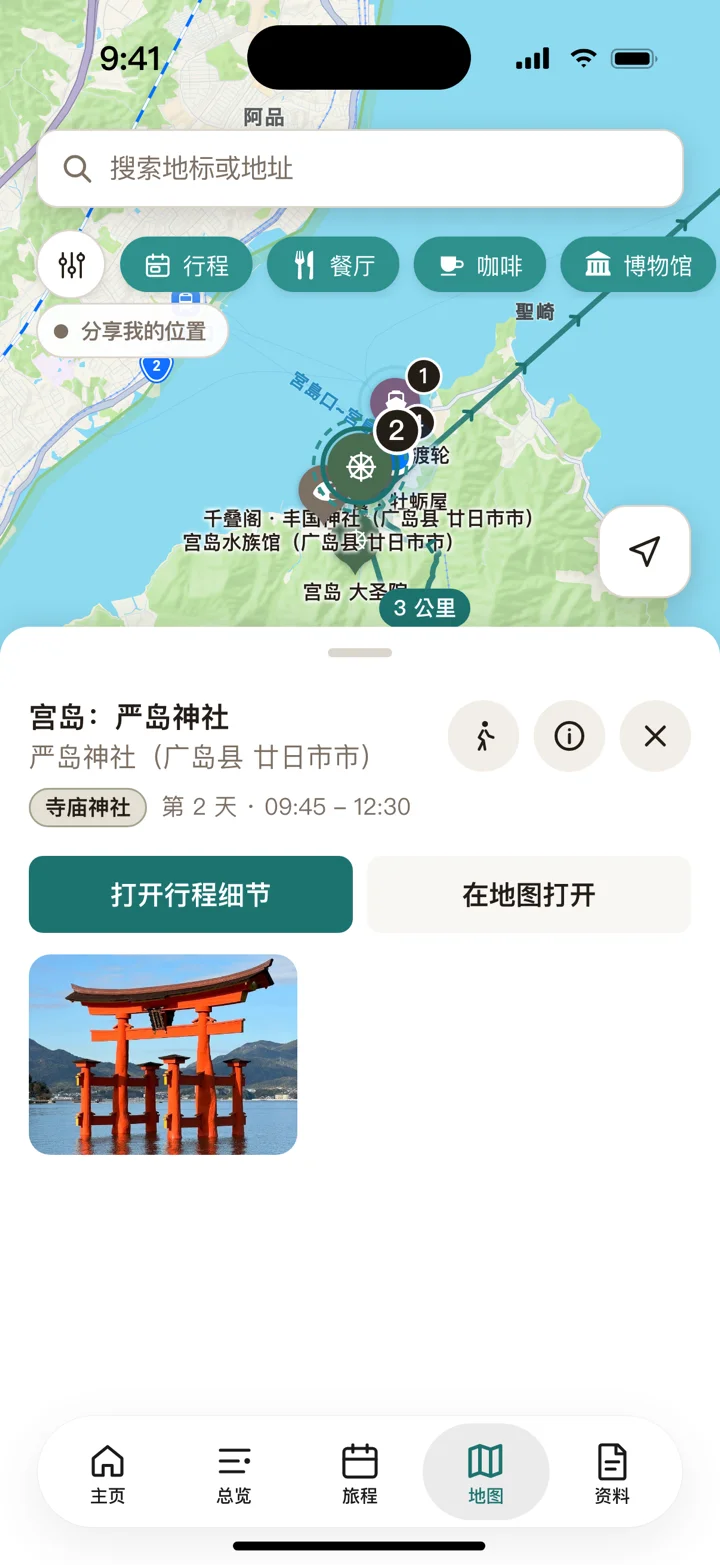 9:41
阿品
搜索地标或地址
行程
餐厅
咖啡
博物馆
聖崎
分享我的位置
2
宮島口~宮
1
2
渡轮
牡蛎屋
千叠阁 · 丰国神社（广岛县 廿日市市）
宫岛水族馆（广岛县 廿日市市）
宫岛 大圣院
3 公里
宫岛：严岛神社
严岛神社（广岛县 廿日市市）
寺庙神社
第 2 天 · 09:45 – 12:30
打开行程细节
在地图打开
主页
总览
旅程
地图
资料